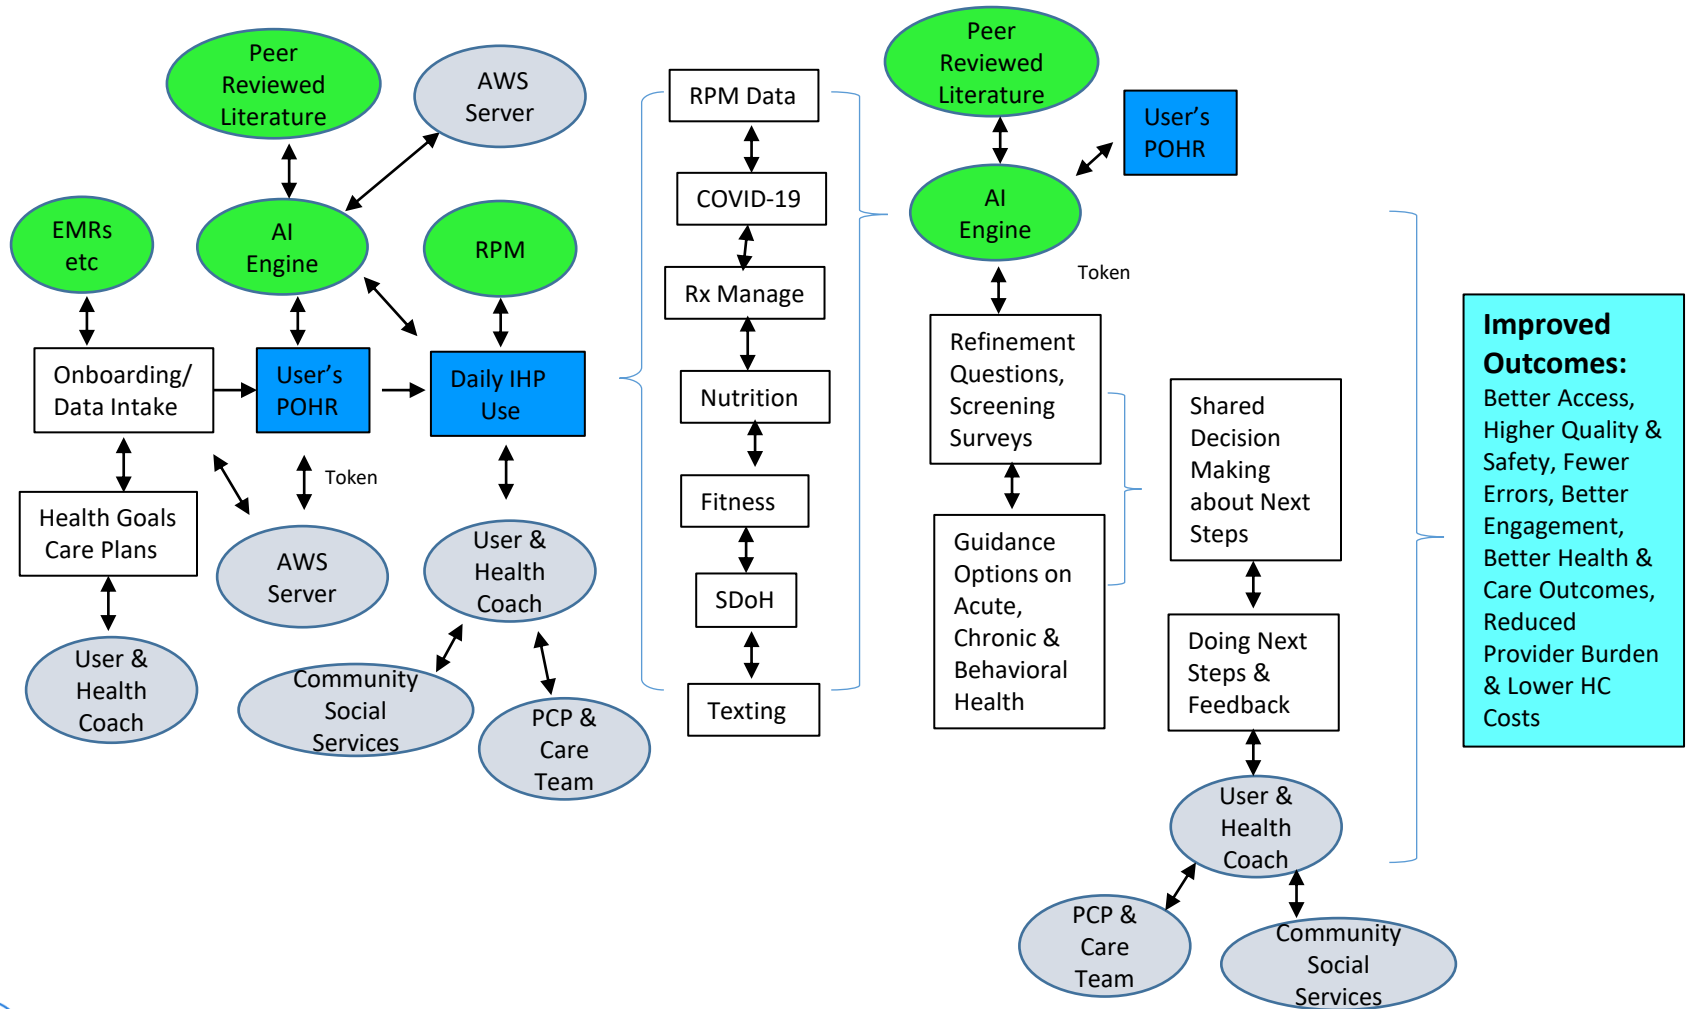 Peer
Reviewed
Literature
AWS
Server
EMRs
etc
AI
Engine
RPM
Onboarding/
Data Intake
User's
POHR
Daily IHP
Use
Token
Health Goals
Care Plans
AWS
Server
User &
Health
Coach
User &
Health
Coach
Community
Social
Services
PCP &
Care
Team
RPM Data
COVID-19
Rx Manage
Nutrition
Fitness
SDoH
Texting
Peer
Reviewed
Literature
User's
POHR
AI
Engine
Token
Refinement
Questions,
Screening
Surveys
Guidance
Options on
Acute,
Chronic &
Behavioral
Health
Shared
Decision
Making
about Next
Steps
Doing Next
Steps &
Feedback
User &
Health
Coach
PCP &
Care
Team
Community
Social
Services
Improved
Outcomes:
Better Access,
Higher Quality &
Safety, Fewer
Errors, Better
Engagement,
Better Health &
Care Outcomes,
Reduced
Provider Burden
& Lower HC
Costs